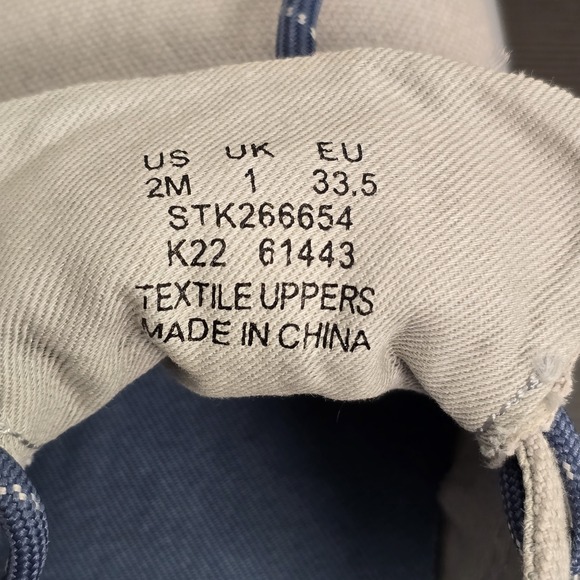 US UK EU
2M 1 33.5
STK266654
K22 61443
TEXTILE UPPERS
MADE IN CHINA